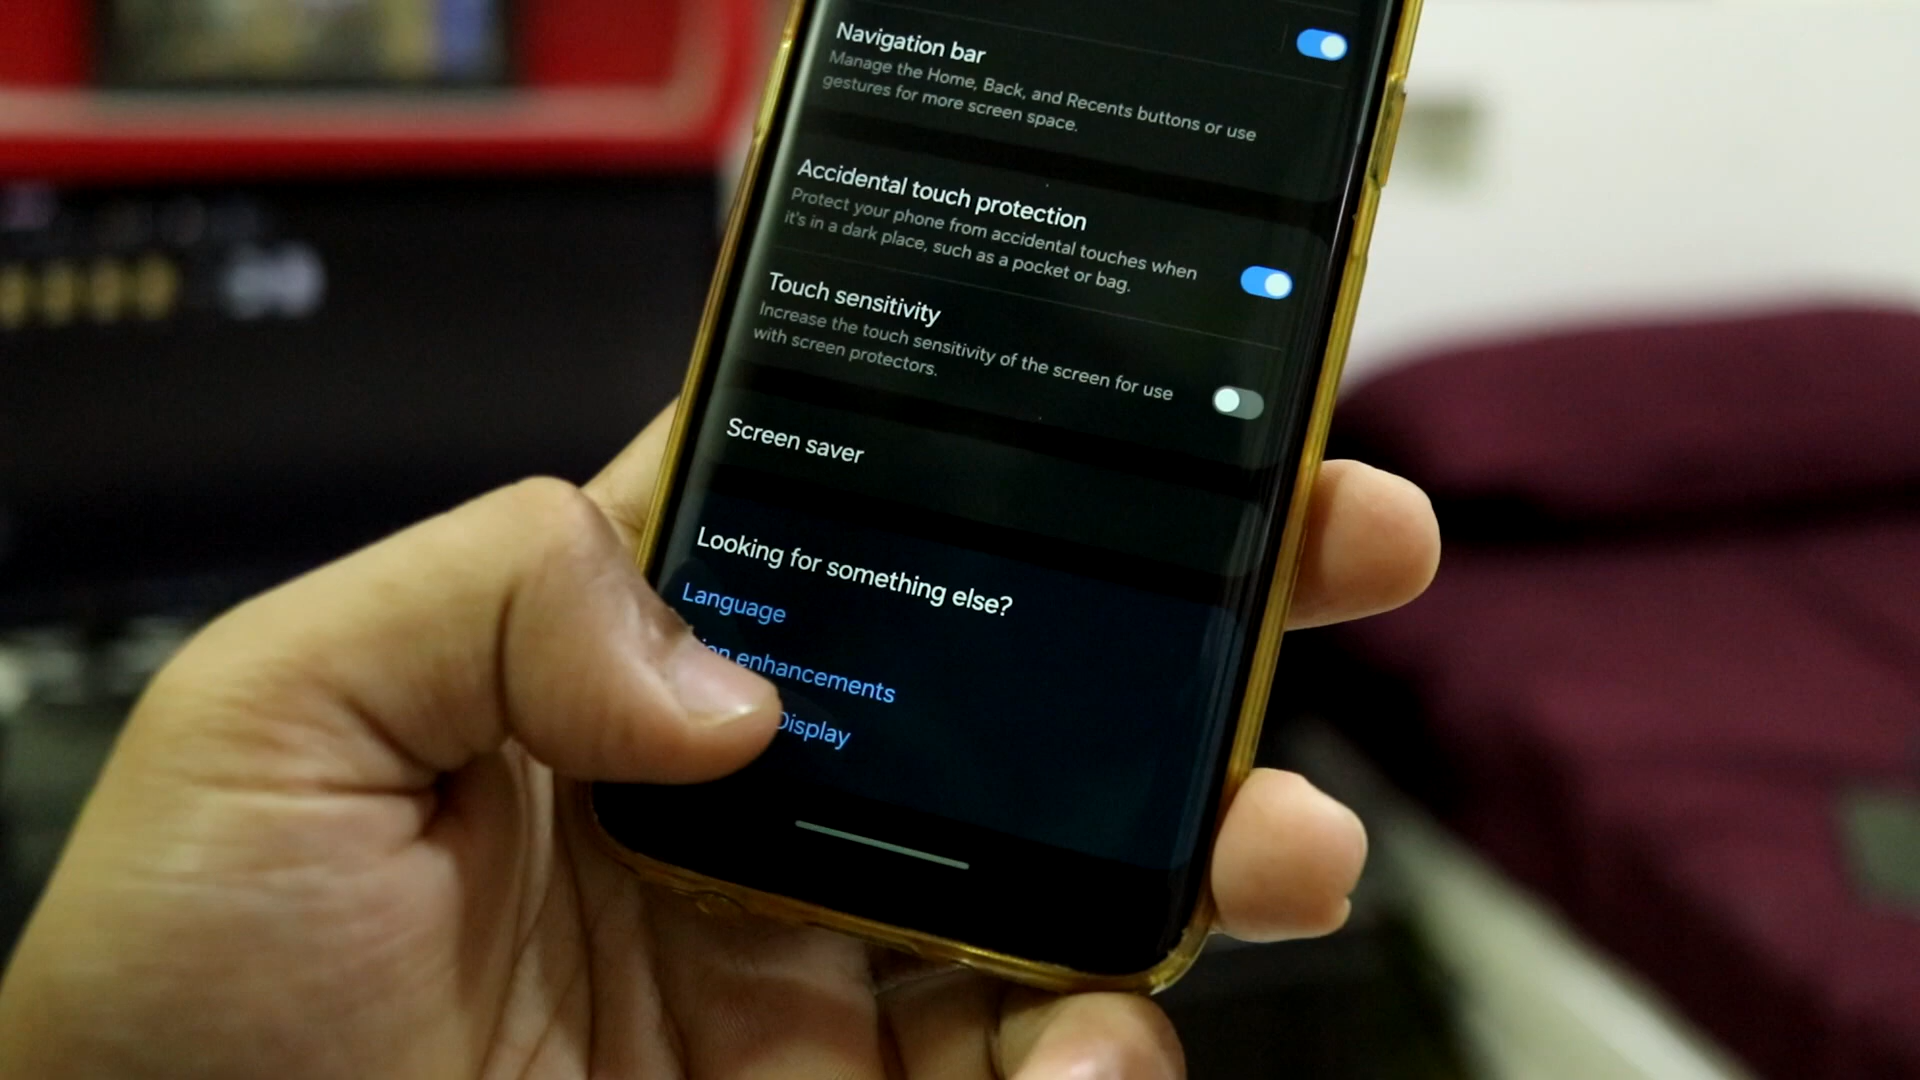 Navigation bar
Manage the Home, Back, and Recents buttons or use
gestures for more screen space.
Accidental touch protection
Protect your phone from accidental touches when
it's in a dark place, such as a pocket or bag.
Touch sensitivity
Increase the touch sensitivity of the screen for use
with screen protectors.
Screen saver
Looking for something else?
Language
enhancements
Display